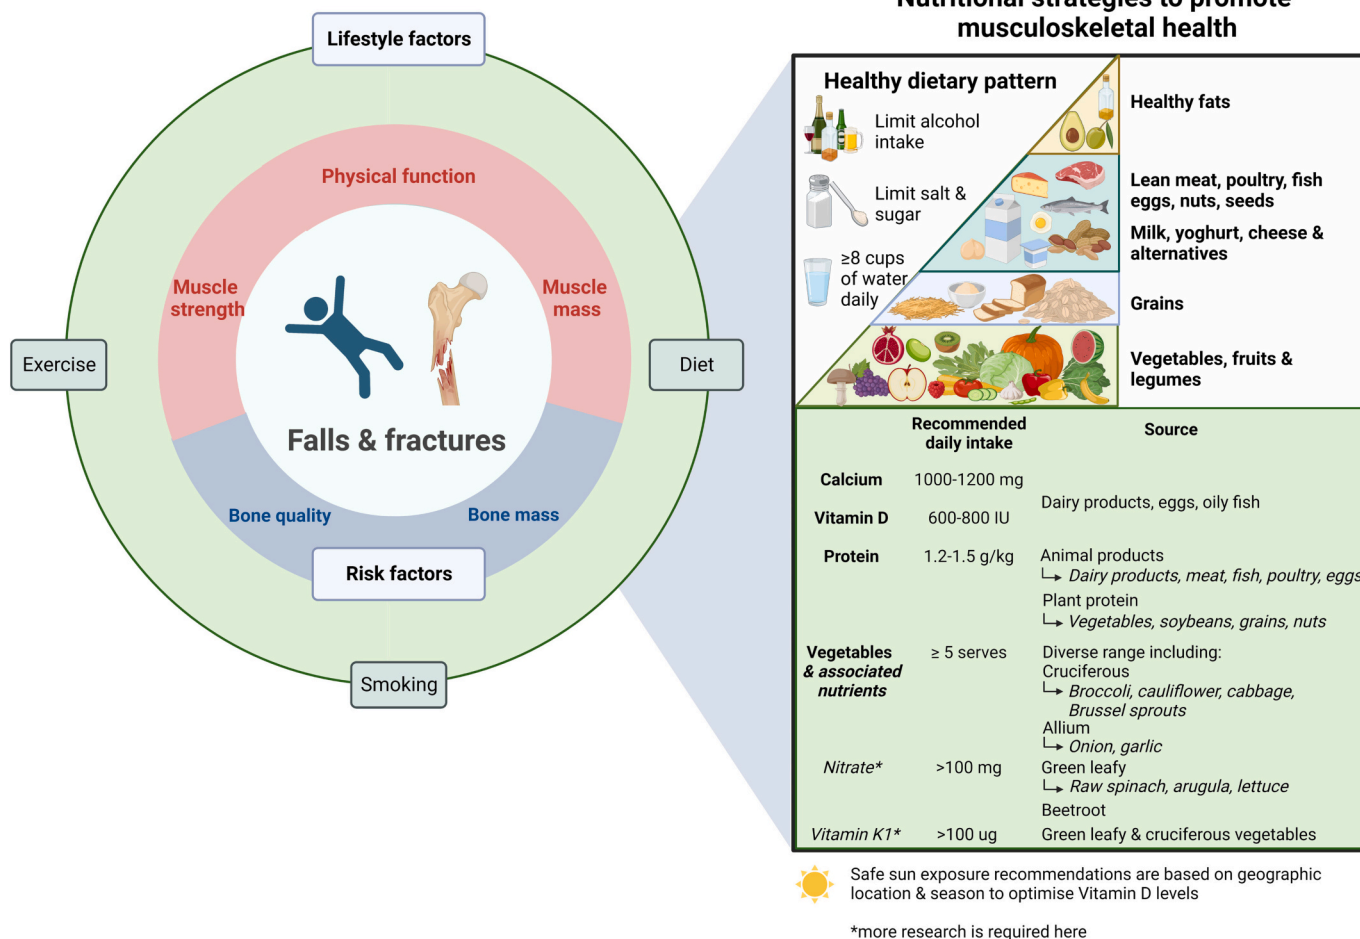 Lifestyle factors
Physical function
Muscle
strength
Muscle
mass
Exercise
Diet
Falls & fractures
Bone quality
Bone mass
Risk factors
Smoking
Nutritional strategies to promote
musculoskeletal health
Healthy dietary pattern
Limit alcohol
intake
Limit salt &
sugar
≥8 cups
of water
daily
Healthy fats
Lean meat, poultry, fish
eggs, nuts, seeds
Milk, yoghurt, cheese &
alternatives
Grains
Vegetables, fruits &
legumes
Recommended
daily intake
Source
Calcium
1000-1200 mg
Dairy products, eggs, oily fish
Vitamin D
600-800 IU
Protein
1.2-1.5 g/kg
Animal products
Dairy products, meat, fish, poultry, eggs
Plant protein
Vegetables, soybeans, grains, nuts
Vegetables
& associated
nutrients
≥ 5 serves
Diverse range including:
Cruciferous
Broccoli, cauliflower, cabbage,
Brussel sprouts
Allium
Onion, garlic
Nitrate*
>100 mg
Green leafy
Raw spinach, arugula, lettuce
Beetroot
Vitamin K1*
>100 ug
Green leafy & cruciferous vegetables
Safe sun exposure recommendations are based on geographic
location & season to optimise Vitamin D levels
*more research is required here